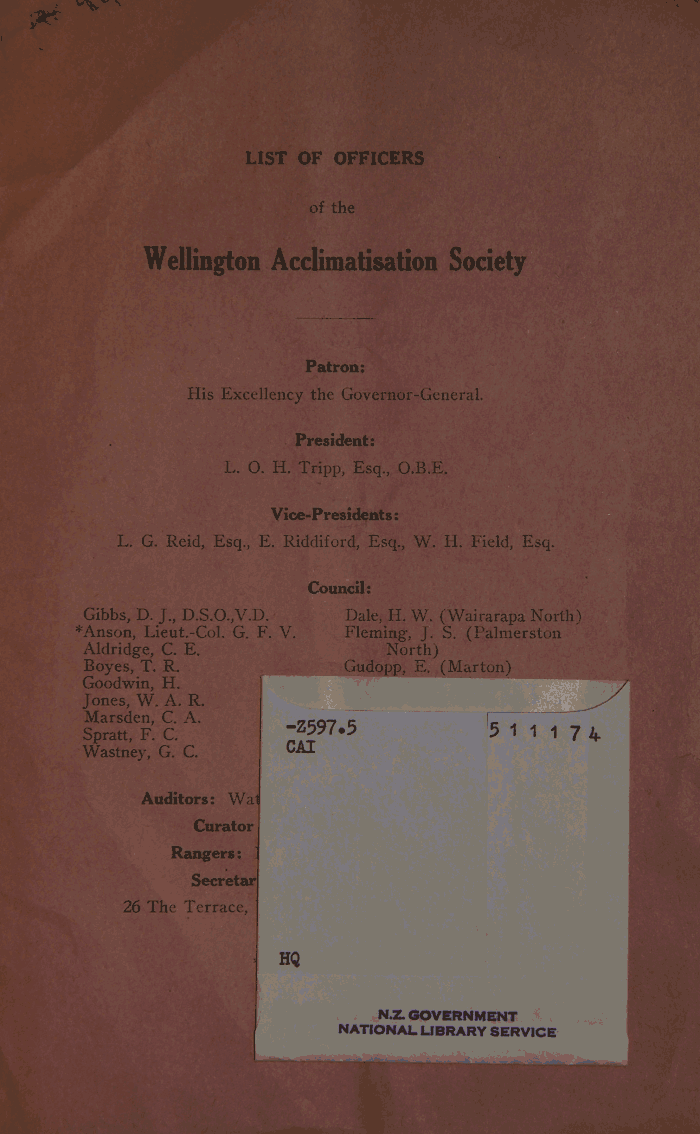 LIST OF OFFICERS
of the
Wellington Acclimatisation Society
Patron:
His Excellency the Governor-General.
President:
L. O. H. Tripp, Esq., O.B.E.
Vice-Presidents:
L. G. Reid, Esq., E. Riddiford, Esq., W. H. Field, Esq.
Council:
Gibbs, D. J., D.S.O.,V.D.
*Anson, Lieut.-Col. G. F. V.
Aldridge, C. E.
Boyes, T. R.
Goodwin, H.
Jones, W. A. R.
Marsden, C. A.
Spratt, F. C.
Wastney, G. C.
Dale, H. W. (Wairarapa North)
Fleming, J. S. (Palmerston
North)
Gudopp, E. (Marton)
Auditors: Wat
Curator
Rangers:
Secretar
26 The Terrace,
-Z597.5
CAI
511174
HQ
N.Z. GOVERNMENT
NATIONAL LIBRARY SERVICE